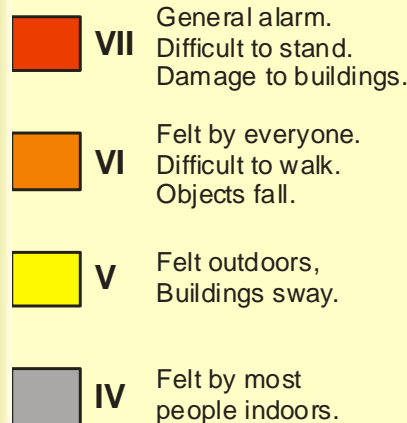 General alarm.
VII Difficult to stand.
Damage to buildings.
Felt by everyone.
VI Difficult to walk.
Objects fall.
V Felt outdoors,
Buildings sway.
IV Felt by most
people indoors.